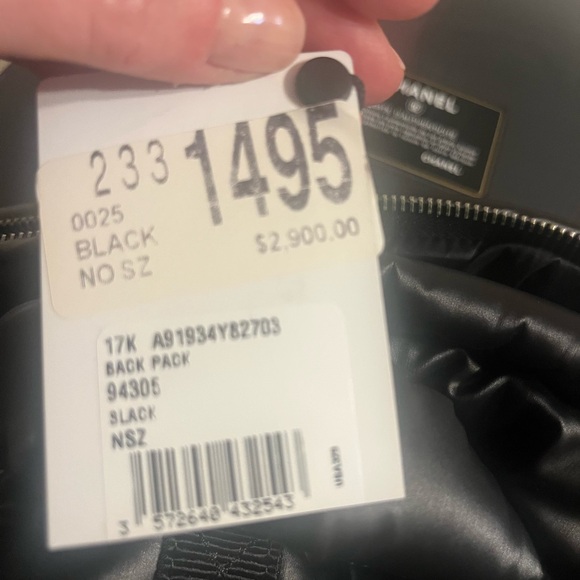 CHANEL
CHANEL
233 1495
0025
BLACK
$2,900.00
NO SZ
17K A91934Y82703
BACK PACK
94305
BLACK
NSZ
3 572640 432543